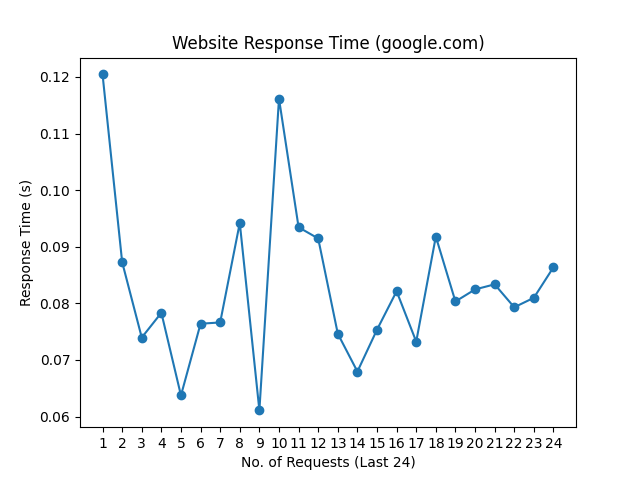 Website Response Time (google.com)
Response Time (s)
0.12
0.11
0.10
0.09
0.08
0.07
0.06
1 2 3 4 5 6 7 8 9 10 11 12 13 14 15 16 17 18 19 20 21 22 23 24
No. of Requests (Last 24)